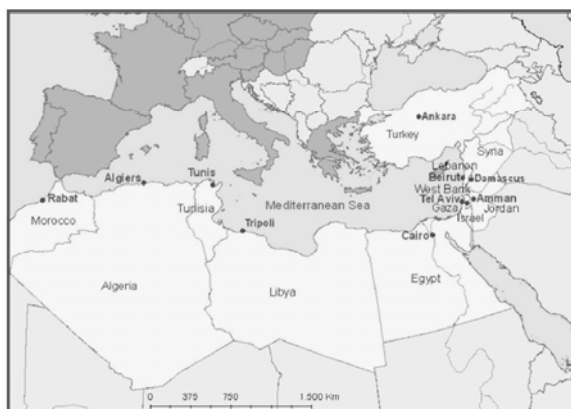 Ankara
Turkey
Syria
Lebanon
Beirute
Damascus
West Bank
Tel Aviv
Amman
Gaza
Jordan
Israel
Algiers
Tunis
Rabat
Tunisia
Mediterranean Sea
Morocco
Tripoli
Cairo
Algeria
Libya
Egypt
0 375 750 1.500 Km